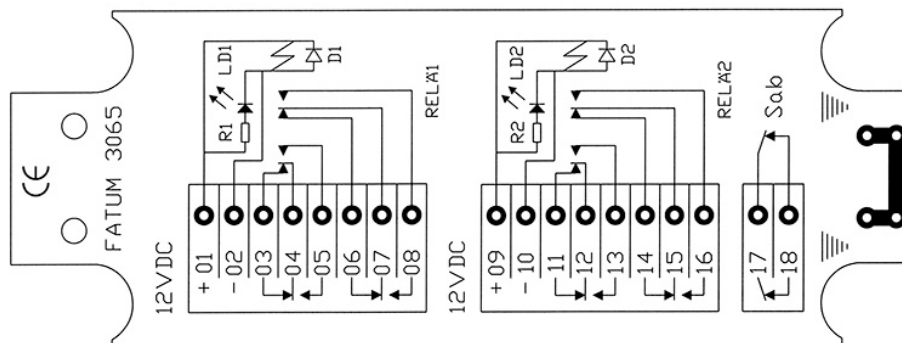 CE
FATUM 3065
LD1
D1
R1
RELÄ1
12VDC
+ 01
- 02
03
04
05
06
07
08
LD2
D2
R2
RELÄ2
12VDC
+ 09
- 10
11
12
13
14
15
16
Sab
17
18